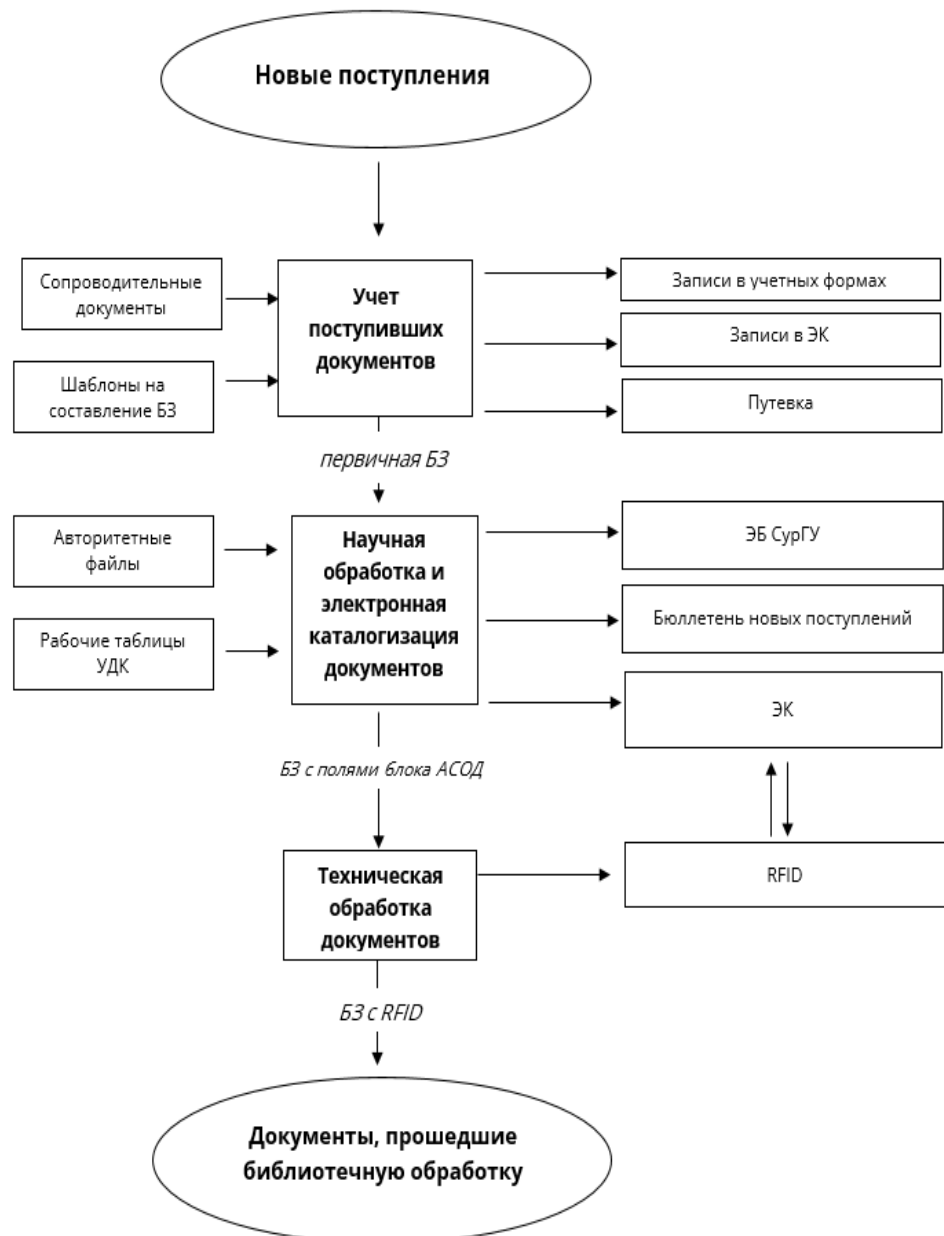 Новые поступления
Сопроводительные
документы
Шаблоны на
составление БЗ
Учет
поступивших
документов
Записи в учетных формах
Записи в ЭК
Путевка
первичная БЗ
Авторитетные
файлы
Рабочие таблицы
УДК
Научная
обработка и
электронная
каталогизация
документов
ЭБ СурГУ
Бюллетень новых поступлений
ЭК
БЗ с полями блока АСОД
Техническая
обработка
документов
RFID
БЗ с RFID
Документы, прошедшие
библиотечную обработку